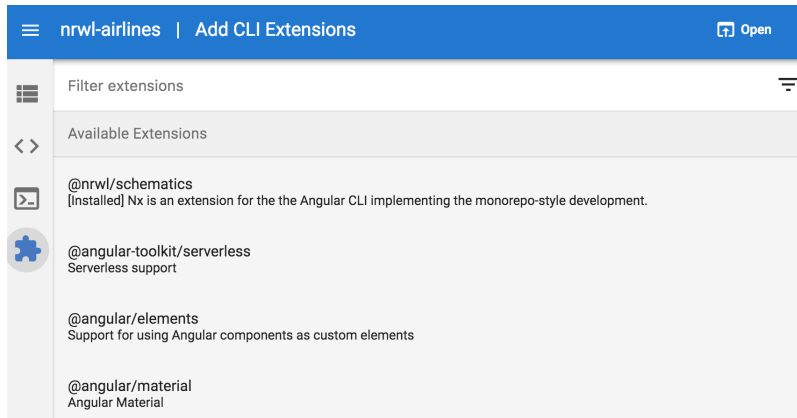 nrwl-airlines | Add CLI Extensions
Open
Filter extensions
Available Extensions
@nrwl/schematics
[Installed] Nx is an extension for the the Angular CLI implementing the monorepo-style development.
@angular-toolkit/serverless
Serverless support
@angular/elements
Support for using Angular components as custom elements
@angular/material
Angular Material